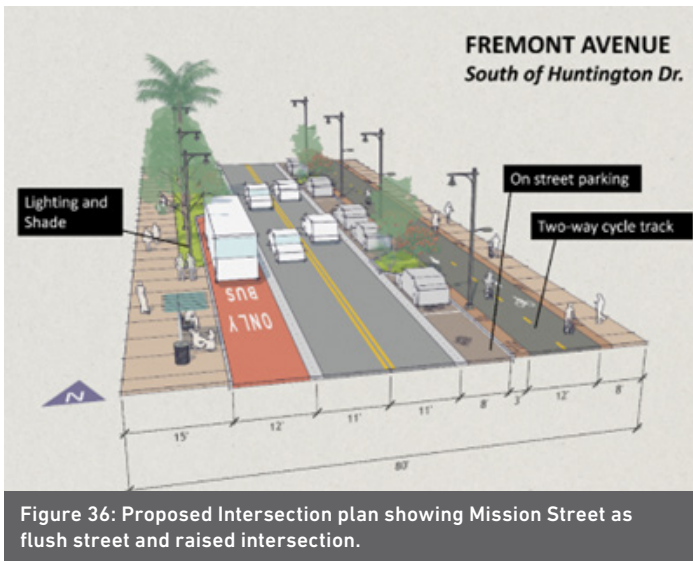 FREMONT AVENUE
South of Huntington Dr.
On street parking
Lighting and
Shade
Two-way cycle track
BUS
ONLY
N
15'
12'
11'
11'
8'
3'
12'
8'
80'
Figure 36: Proposed Intersection plan showing Mission Street as
flush street and raised intersection.